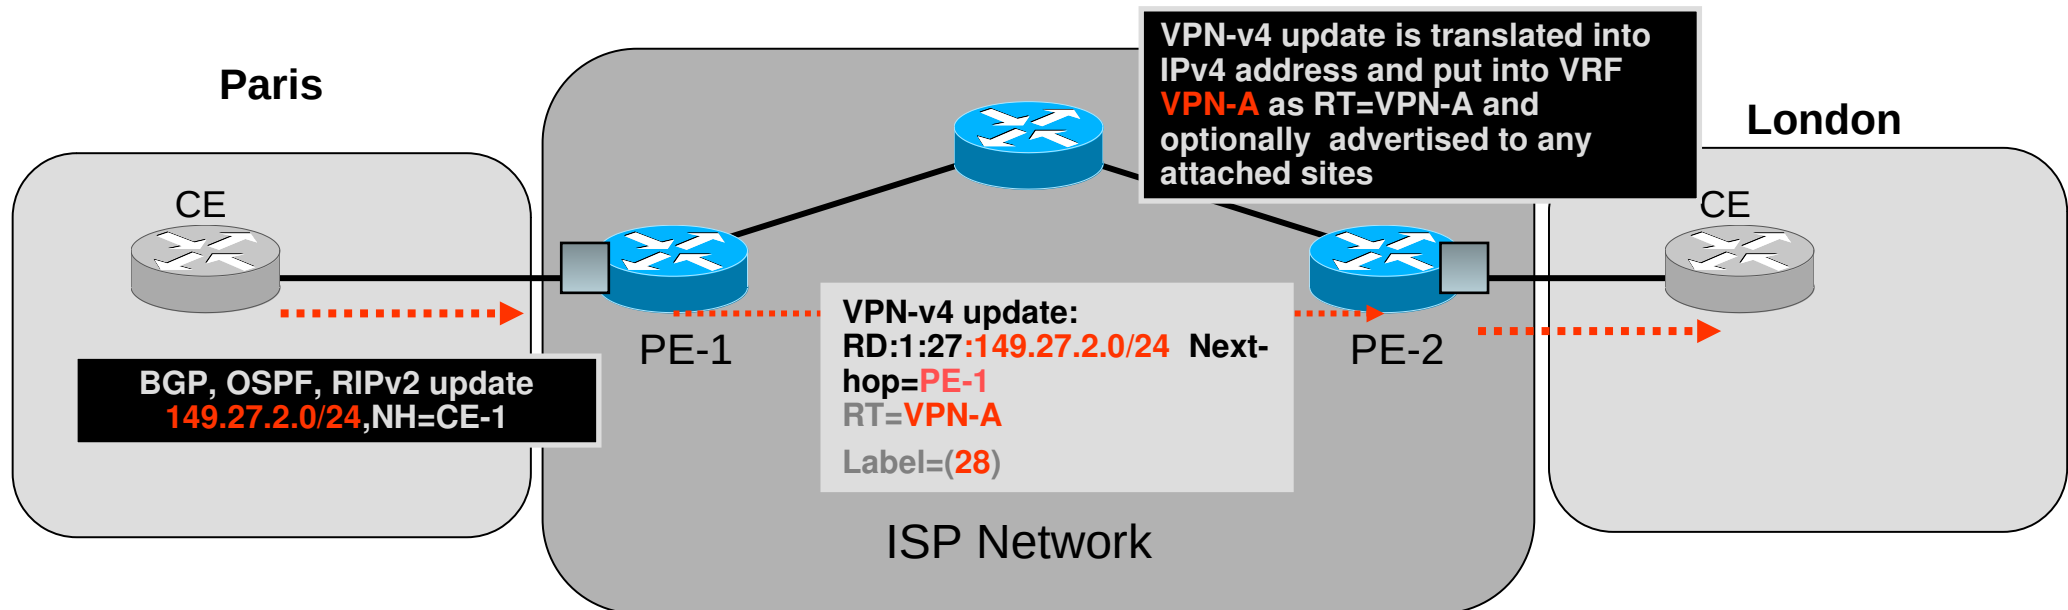 Paris
VPN-v4 update is translated into
IPv4 address and put into VRF
VPN-A as RT=VPN-A and
optionally  advertised to any
attached sites
London
CE
CE
PE-1
PE-2
VPN-v4 update:
RD:1:27:149.27.2.0/24  Next-
hop=PE-1
RT=VPN-A
Label=(28)
BGP, OSPF, RIPv2 update
149.27.2.0/24,NH=CE-1
ISP Network